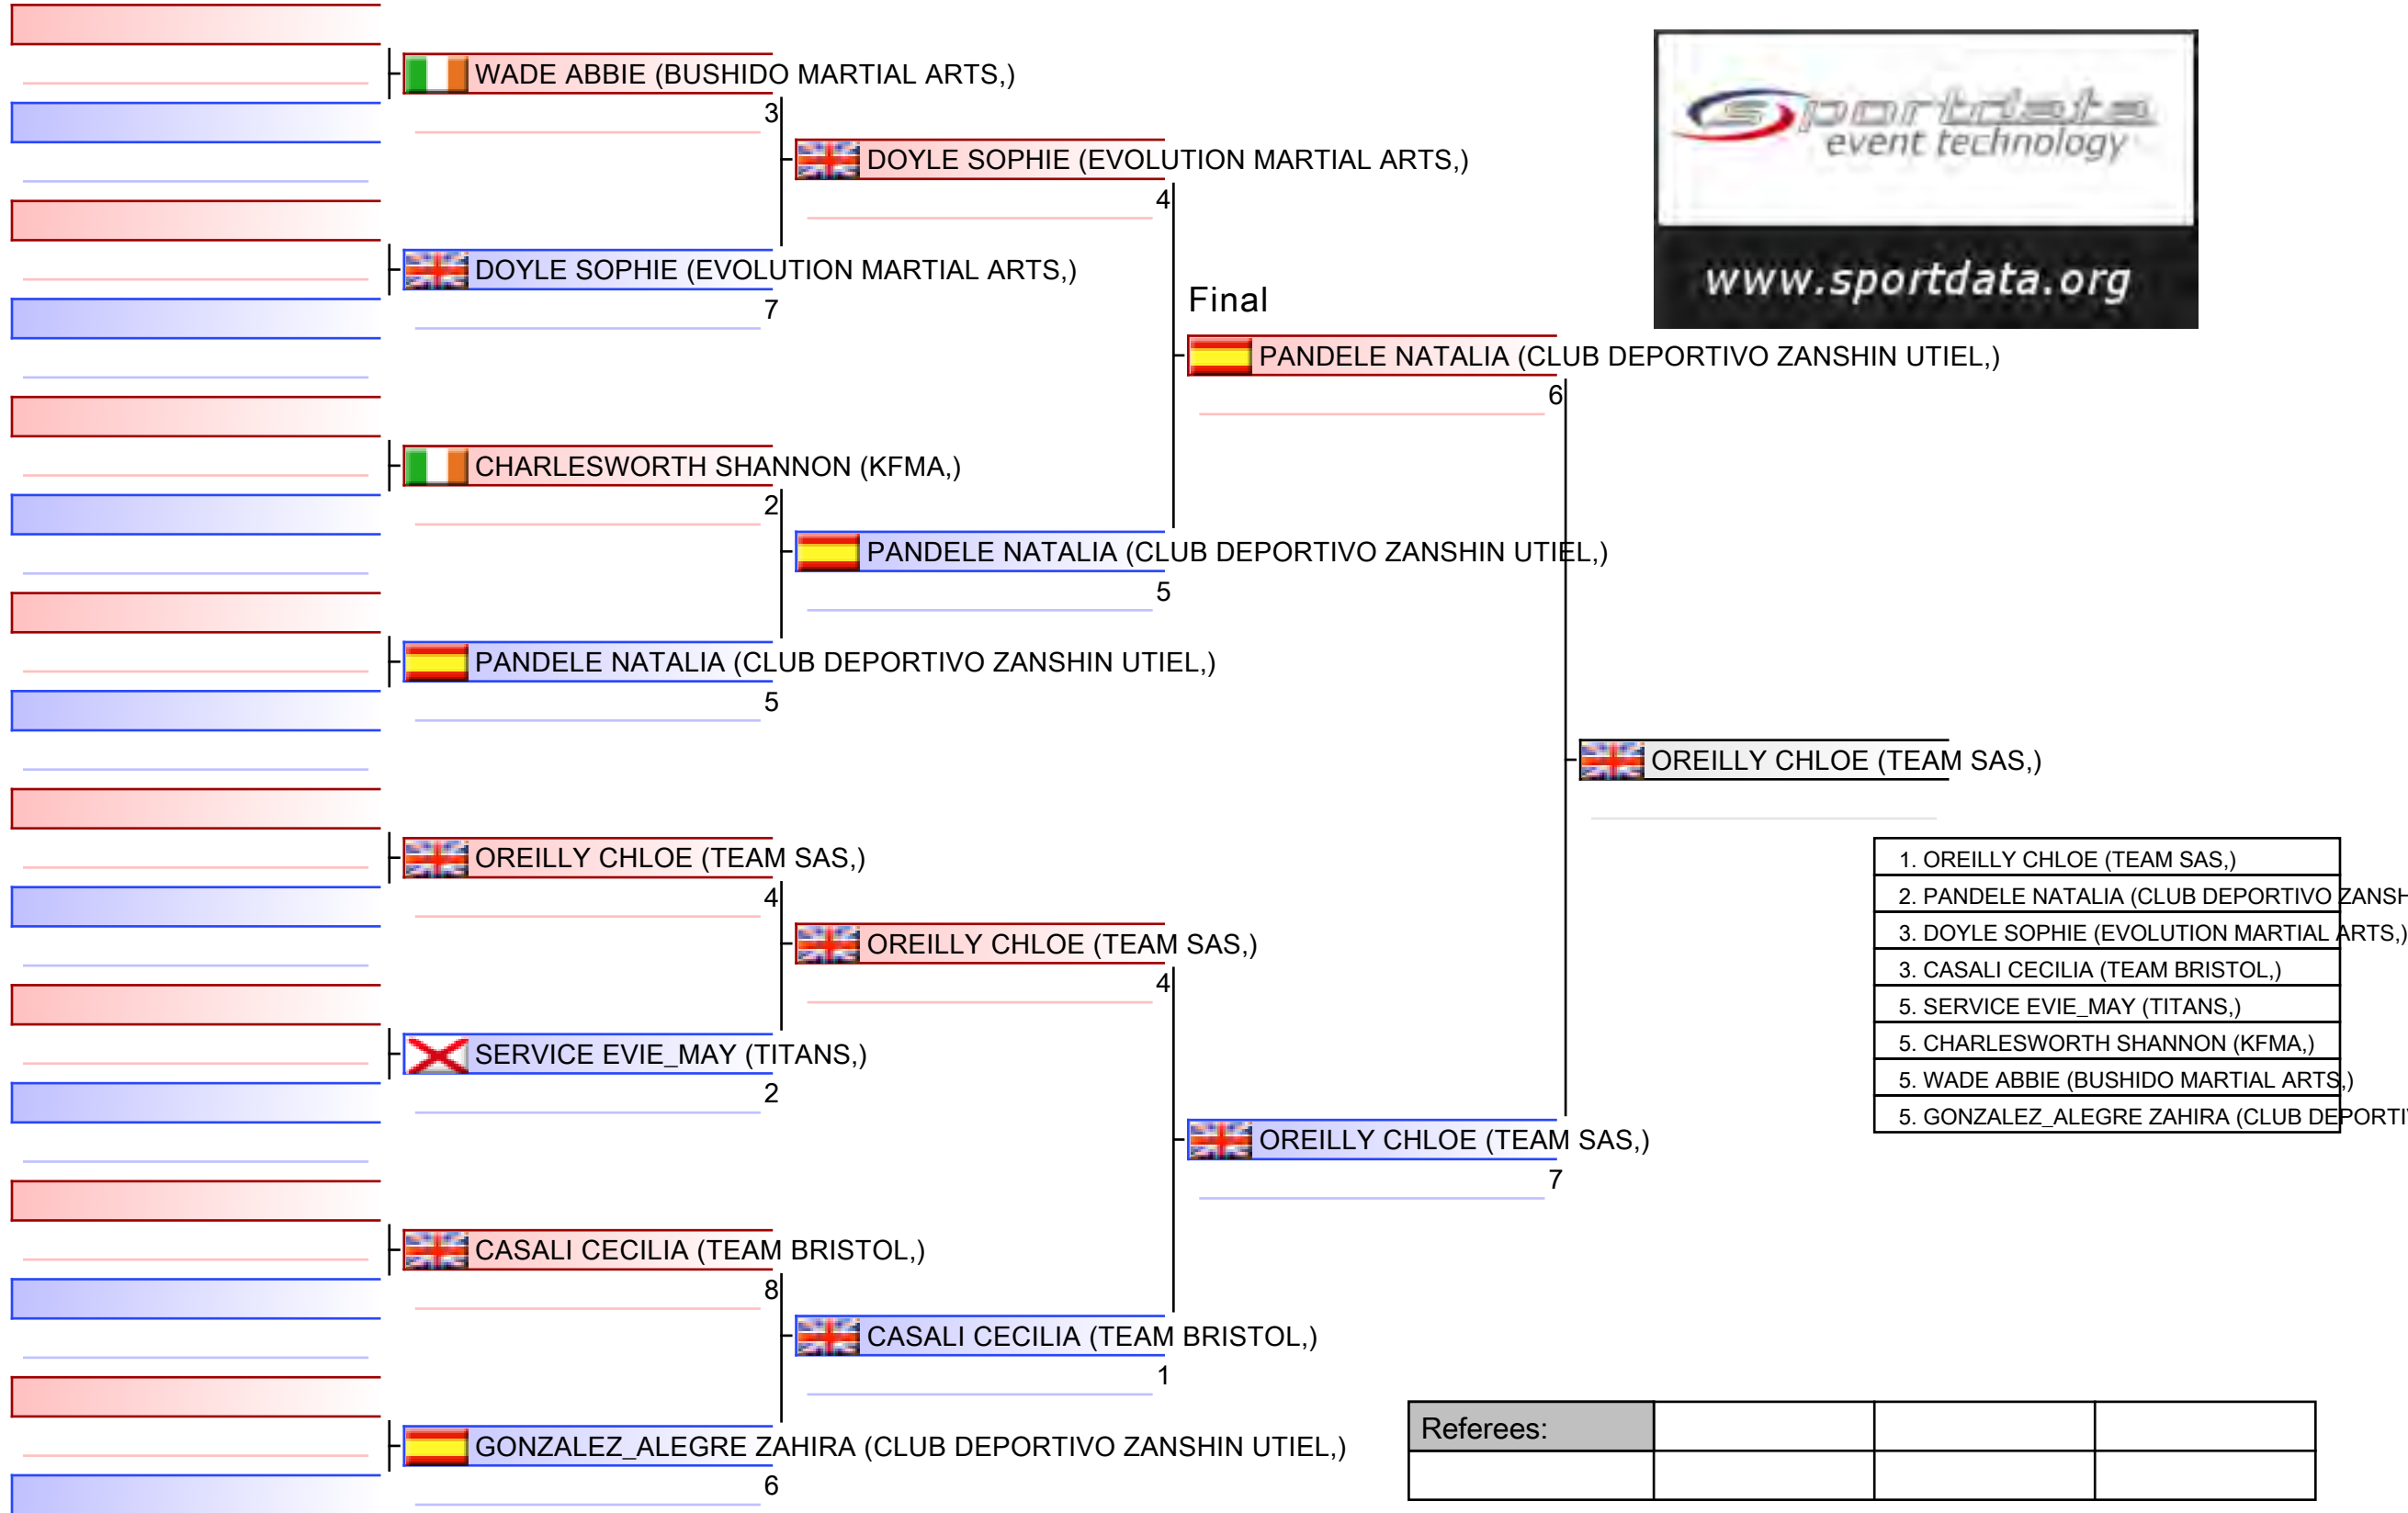 WADE ABBIE (BUSHIDO MARTIAL ARTS,)
3
DOYLE SOPHIE (EVOLUTION MARTIAL ARTS,)
7
CHARLESWORTH SHANNON (KFMA,)
2
PANDELE NATALIA (CLUB DEPORTIVO ZANSHIN UTIEL,)
5
OREILLY CHLOE (TEAM SAS,)
4
SERVICE EVIE_MAY (TITANS,)
2
CASALI CECILIA (TEAM BRISTOL,)
8
GONZALEZ_ALEGRE ZAHIRA (CLUB DEPORTIVO ZANSHIN UTIEL,)
6
DOYLE SOPHIE (EVOLUTION MARTIAL ARTS,)
4
PANDELE NATALIA (CLUB DEPORTIVO ZANSHIN UTIEL,)
5
OREILLY CHLOE (TEAM SAS,)
4
CASALI CECILIA (TEAM BRISTOL,)
1
Final
PANDELE NATALIA (CLUB DEPORTIVO ZANSHIN UTIEL,)
6
OREILLY CHLOE (TEAM SAS,)
7
OREILLY CHLOE (TEAM SAS,)
sportdata
event technology
www.sportdata.org
1. OREILLY CHLOE (TEAM SAS,)
2. PANDELE NATALIA (CLUB DEPORTIVO ZANSH
3. DOYLE SOPHIE (EVOLUTION MARTIAL ARTS,)
3. CASALI CECILIA (TEAM BRISTOL,)
5. SERVICE EVIE_MAY (TITANS,)
5. CHARLESWORTH SHANNON (KFMA,)
5. WADE ABBIE (BUSHIDO MARTIAL ARTS,)
5. GONZALEZ_ALEGRE ZAHIRA (CLUB DEPORTI
Referees: